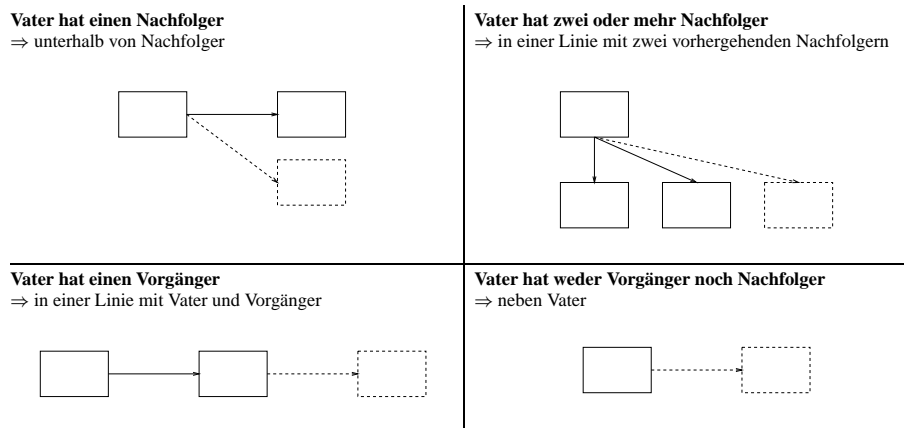 Vater hat einen Nachfolger
⇒ unterhalb von Nachfolger
Vater hat zwei oder mehr Nachfolger
⇒ in einer Linie mit zwei vorhergehenden Nachfolgern
Vater hat einen Vorgänger
⇒ in einer Linie mit Vater und Vorgänger
Vater hat weder Vorgänger noch Nachfolger
⇒ neben Vater